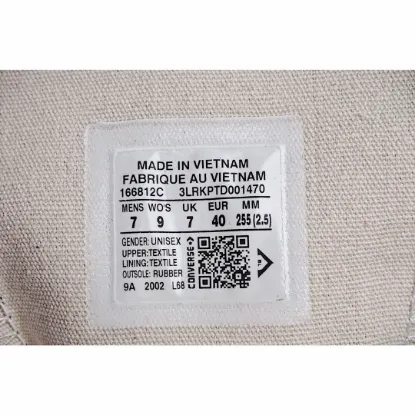 MADE IN VIETNAM
FABRIQUE AU VIETNAM
166812C 3LRKPTD001470
MENS WO'S UK EUR MM
7 9 7 40 255 (2.5)
GENDER: UNISEX
UPPER: TEXTILE
LINING: TEXTILE
OUTSOLE: RUBBER
9A 2002 L68
CONVERSE